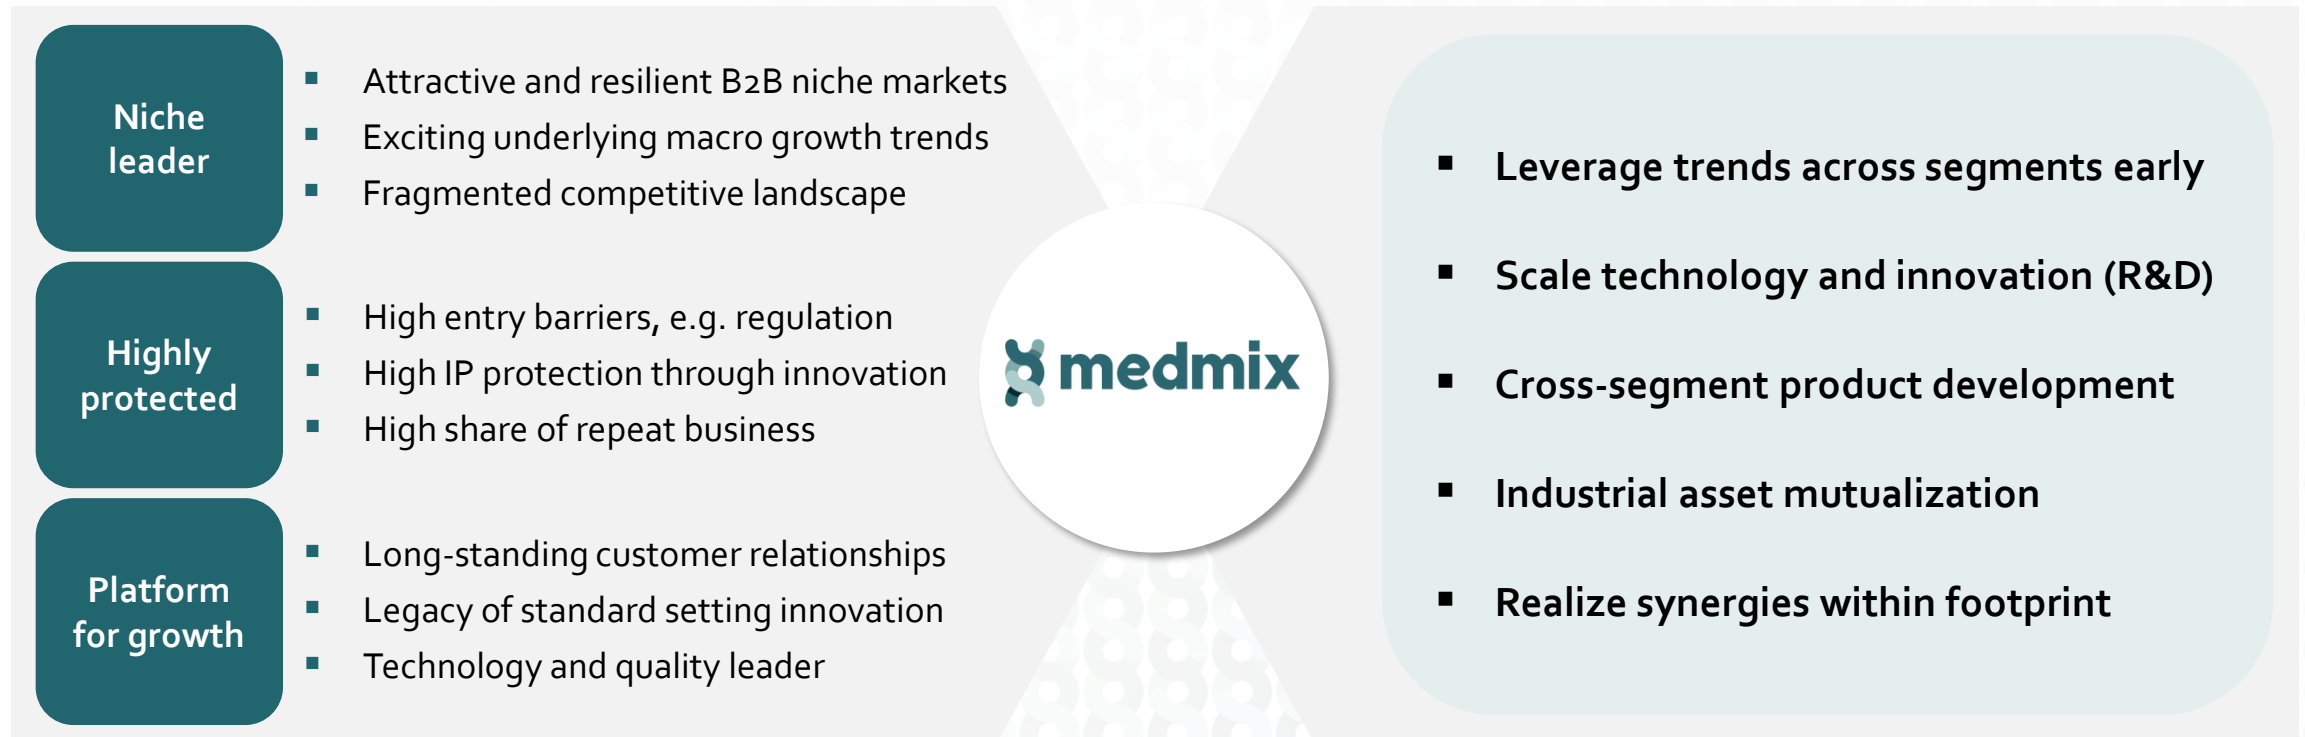 Niche
leader
Attractive and resilient B2B niche markets
Exciting underlying macro growth trends
Fragmented competitive landscape
Highly
protected
High entry barriers, e.g. regulation
High IP protection through innovation
High share of repeat business
Platform
for growth
Long-standing customer relationships
Legacy of standard setting innovation
Technology and quality leader
medmix
Leverage trends across segments early
Scale technology and innovation (R&D)
Cross-segment product development
Industrial asset mutualization
Realize synergies within footprint